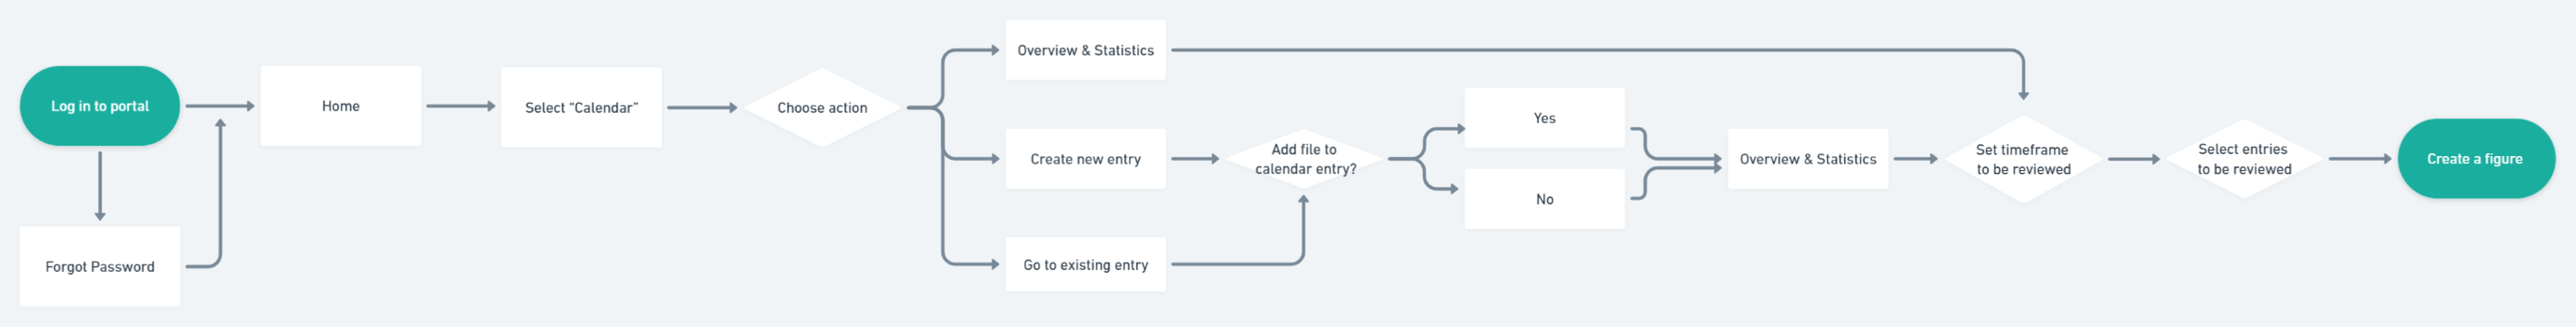 Log in to portal
Forgot Password
Home
Select “Calendar”
Choose action
Overview & Statistics
Create new entry
Go to existing entry
Add file to
calendar entry?
Yes
No
Overview & Statistics
Set timeframe
to be reviewed
Select entries
to be reviewed
Create a figure